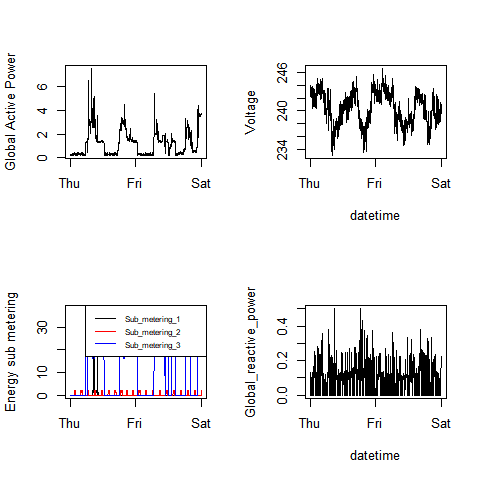 Global Active Power
0 2 4 6
Thu Fri Sat
Voltage
234 240 246
Thu Fri Sat
datetime
Energy sub metering
0 10 30
Sub_metering_1
Sub_metering_2
Sub_metering_3
Thu Fri Sat
Global_reactive_power
0.0 0.2 0.4
Thu Fri Sat
datetime